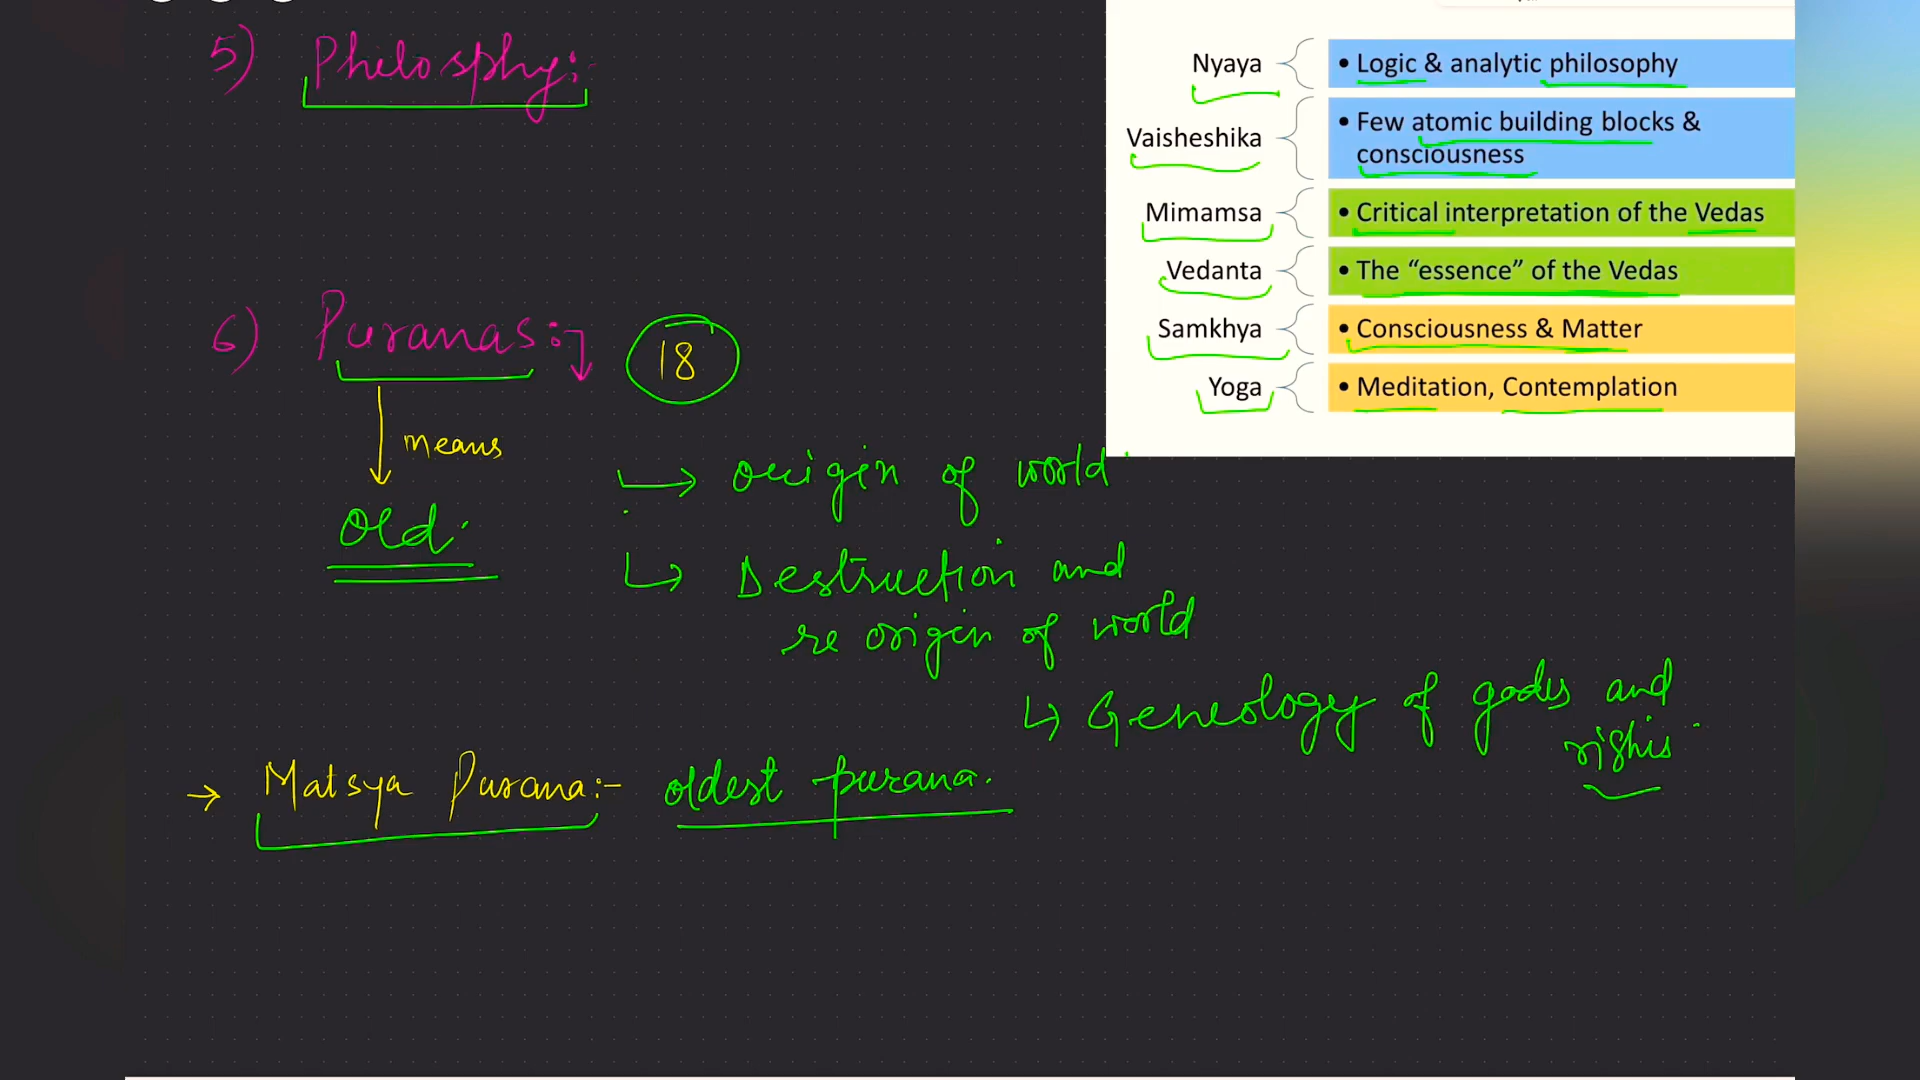 5) Philosphy:-
Nyaya • Logic & analytic philosophy
Vaisheshika • Few atomic building blocks &
consciousness
Mimamsa • Critical interpretation of the Vedas
Vedanta • The “essence” of the Vedas
Samkhya • Consciousness & Matter
Yoga • Meditation, Contemplation
6) Puranas:- 18
means
old.
→ origin of world.
↳ Destruction and
re origin of world
↳ Geneology of gods and
rishis.
→ Matsya Purana:- oldest purana.